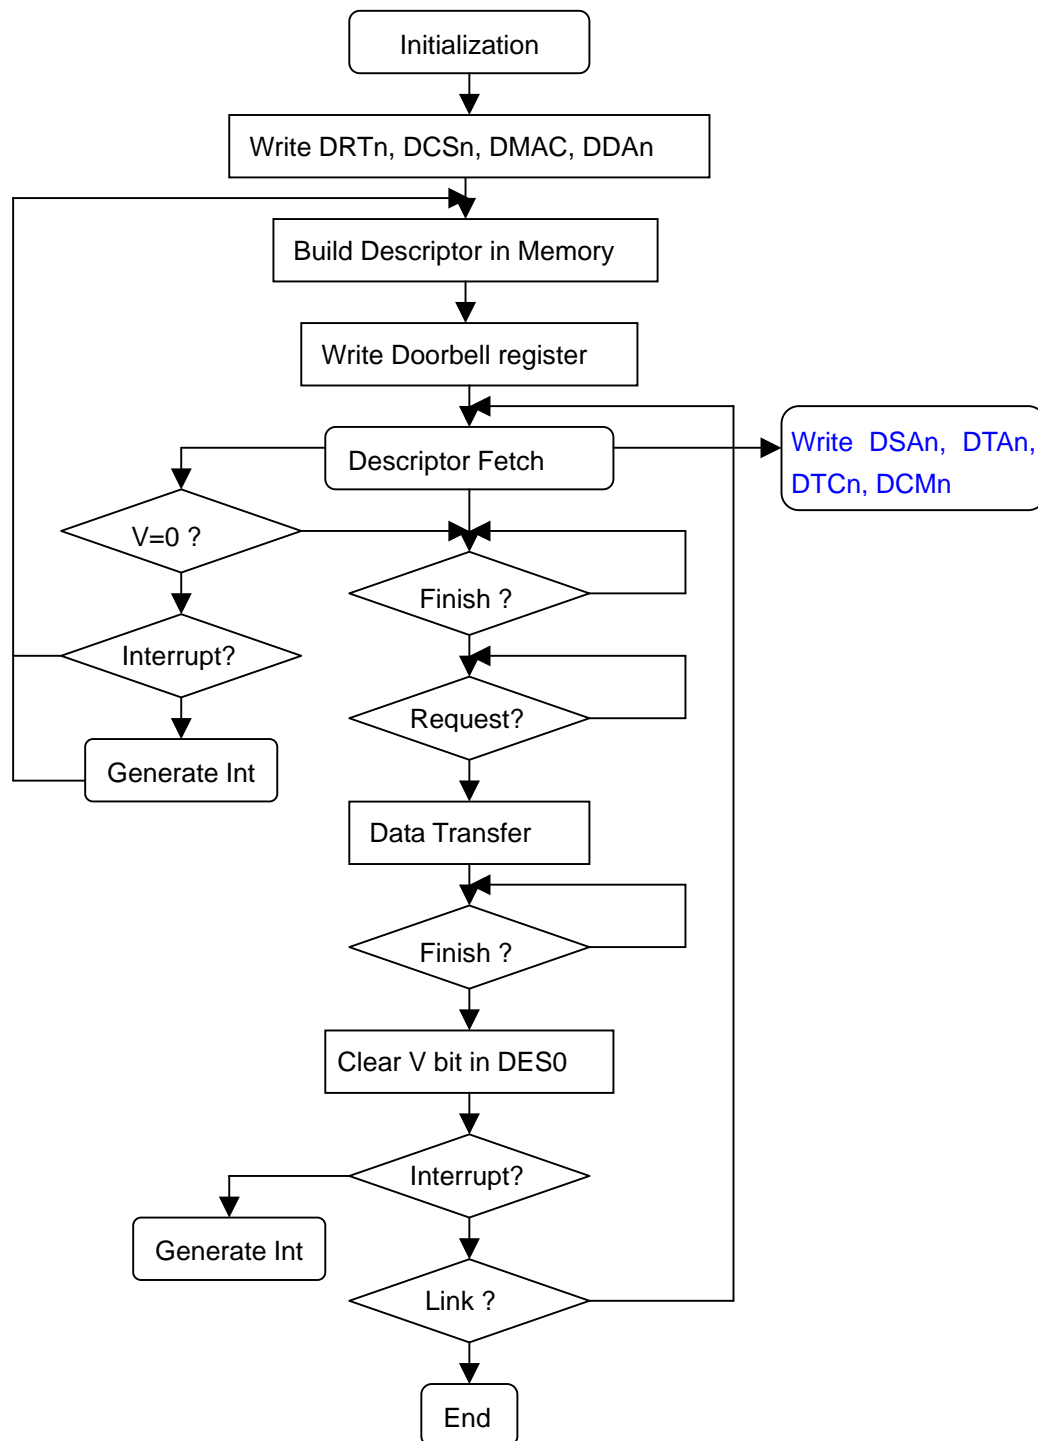 Initialization
Write DRTn, DCSn, DMAC, DDAn
Build Descriptor in Memory
Write Doorbell register
Descriptor Fetch
Write DSAn, DTAn,
DTCn, DCMn
V=0 ?
Finish ?
Interrupt?
Request?
Generate Int
Data Transfer
Finish ?
Clear V bit in DES0
Interrupt?
Generate Int
Link ?
End